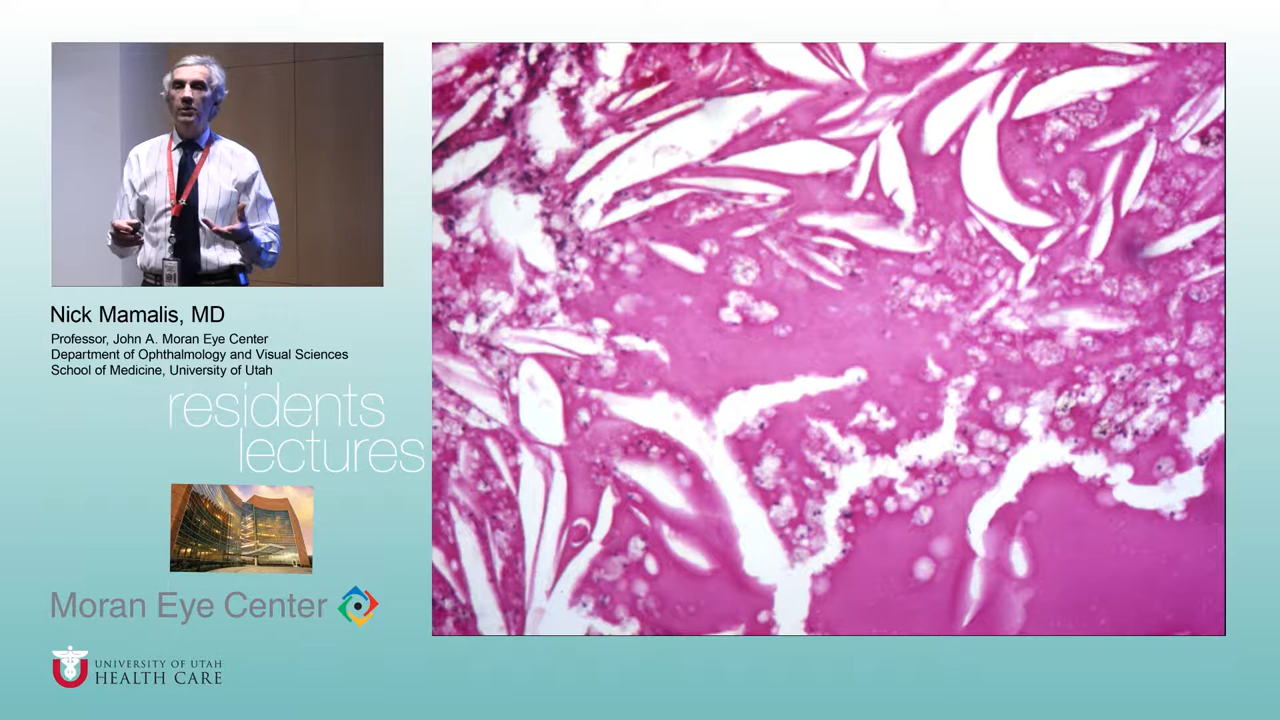 Nick Mamalis, MD
Professor, John A. Moran Eye Center
Department of Ophthalmology and Visual Sciences
School of Medicine, University of Utah
residents
lectures
Moran Eye Center
UNIVERSITY OF UTAH
HEALTH CARE